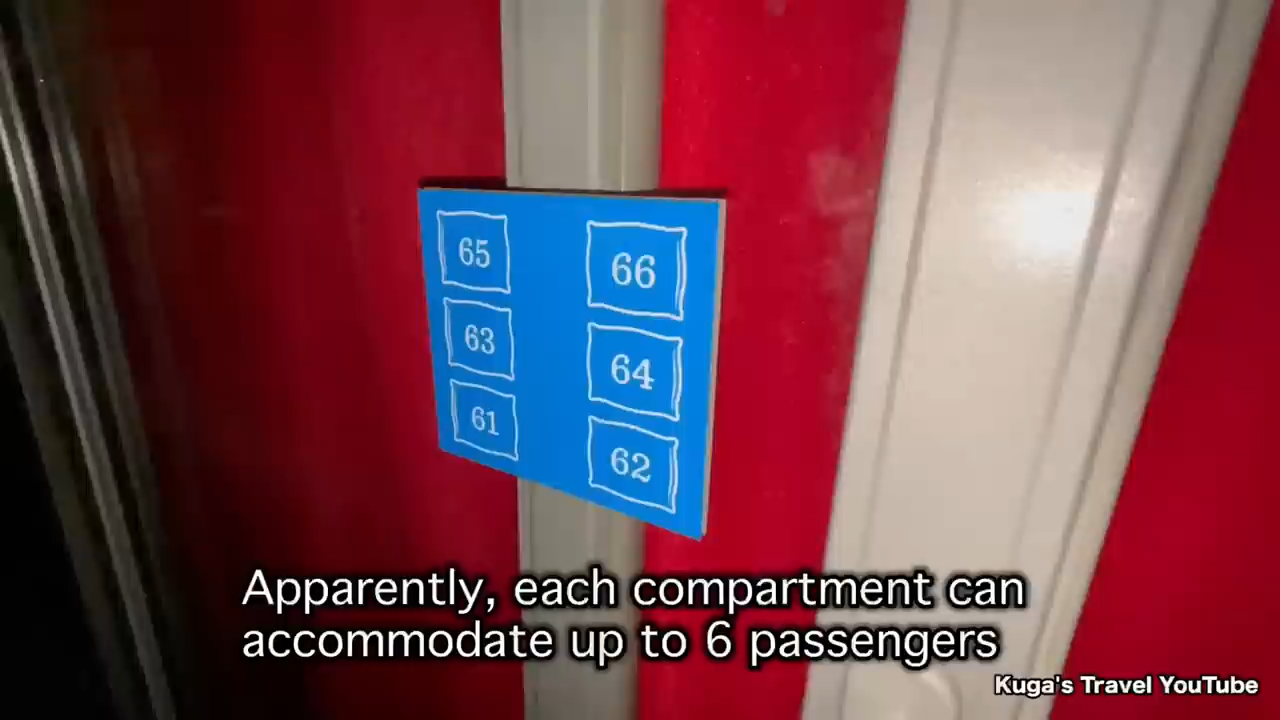 65 66
63 64
61 62
Apparently, each compartment can
accommodate up to 6 passengers
Kuga's Travel YouTube